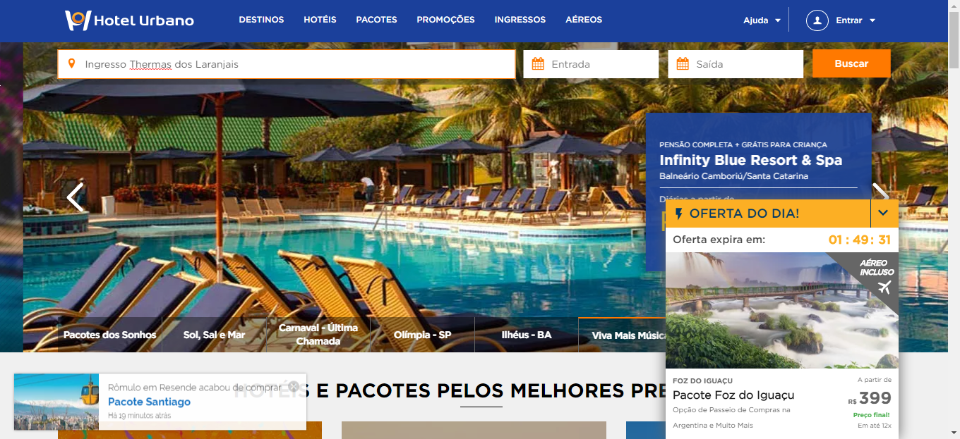 Hotel Urbano
DESTINOS HOTÉIS PACOTES PROMOÇÕES INGRESSOS AÉREOS
Ajuda Entrar
Ingresso Thermas dos Laranjais
Entrada
Saída
Buscar
PENSÃO COMPLETA + GRÁTIS PARA CRIANÇA
Infinity Blue Resort & Spa
Balneário Camboriú/Santa Catarina
Diárias a partir de
OFERTA DO DIA!
Oferta expira em: 01 : 49 : 31
AÉREO
INCLUSO
FOZ DO IGUAÇU
Pacote Foz do Iguaçu
Opção de Passeio de Compras na
Argentina e Muito Mais
A partir de
R$ 399
Preço final!
Em até 12x
Pacotes dos Sonhos
Sol, Sal e Mar
Carnaval - Última
Chamada
Olímpia - SP
Ilhéus - BA
Viva Mais Música
HOTÉIS E PACOTES PELOS MELHORES PRE
Rômulo em Resende acabou de comprar
Pacote Santiago
Há 19 minutos atrás